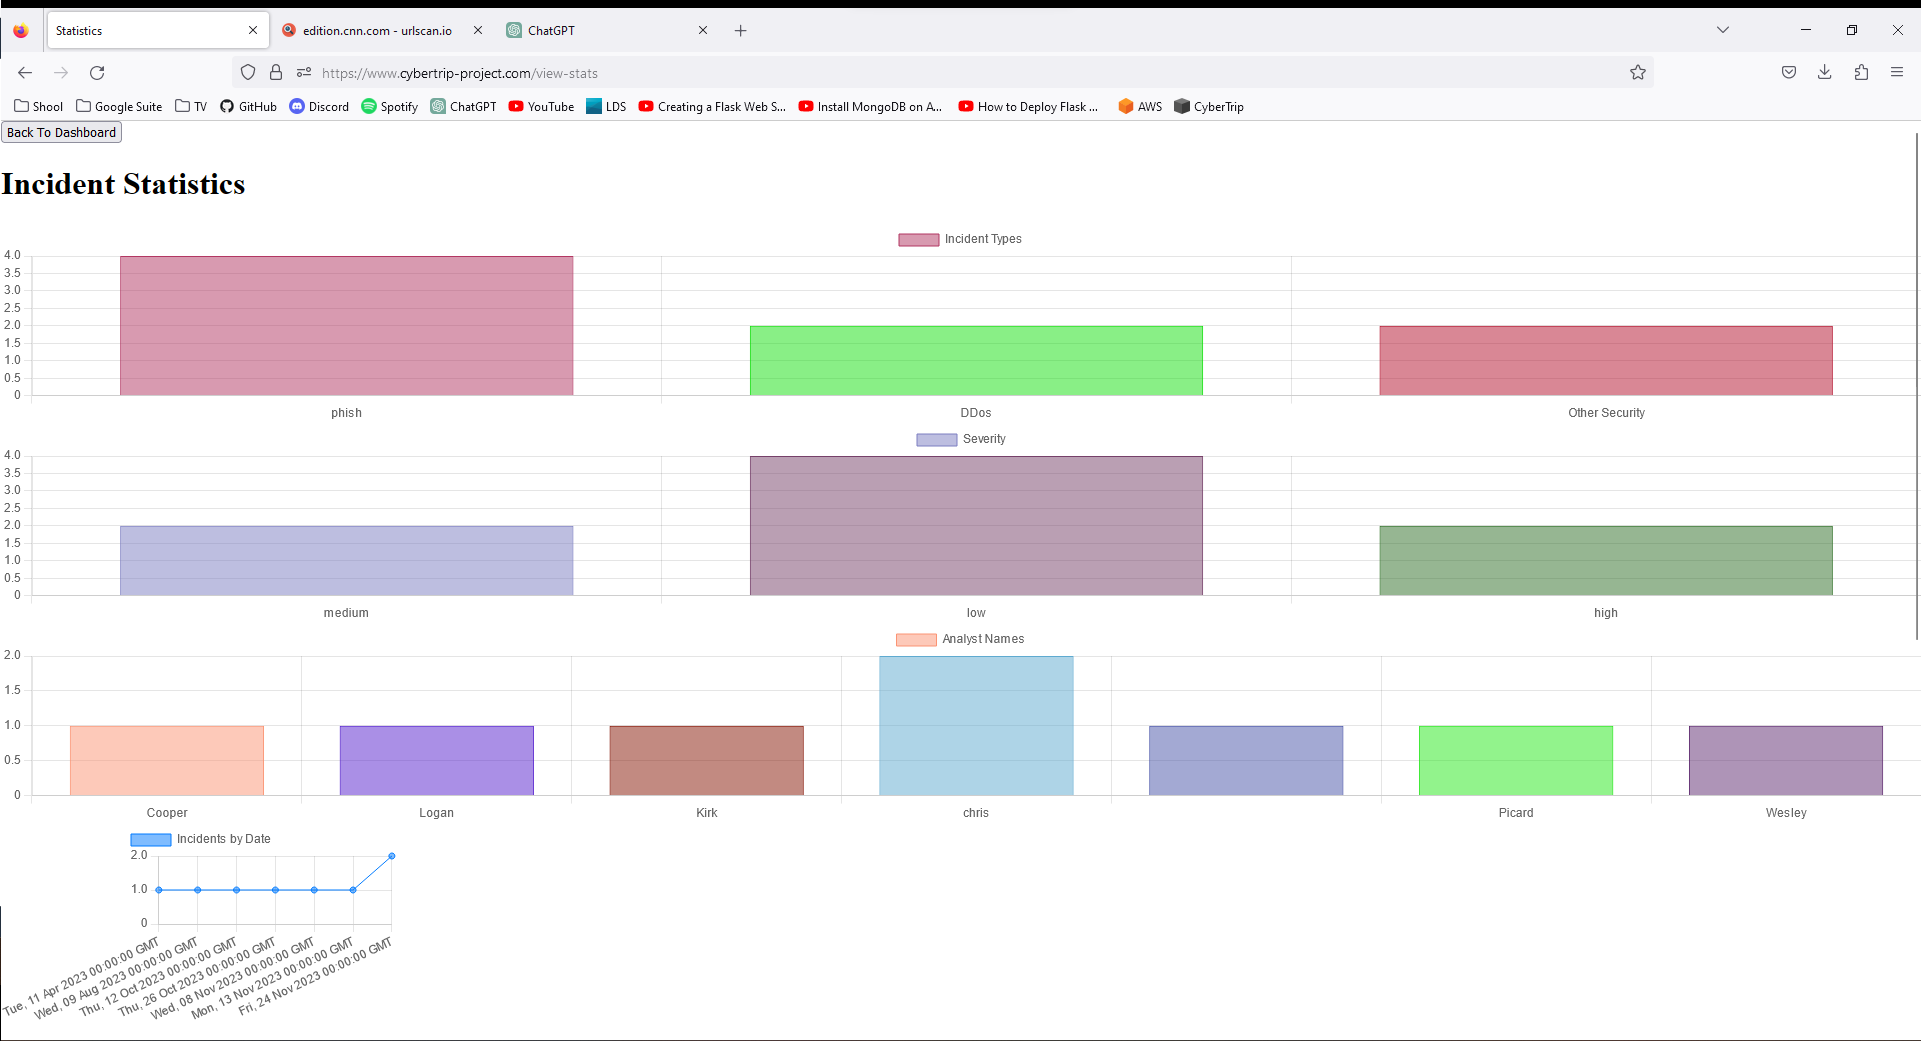 Statistics
edition.cnn.com - urlscan.io
ChatGPT
https://www.cybertrip-project.com/view-stats
Shool Google Suite TV GitHub Discord Spotify ChatGPT YouTube LDS Creating a Flask Web S... Install MongoDB on A... How to Deploy Flask ... AWS CyberTrip
Back To Dashboard
Incident Statistics
Incident Types
4.0
3.5
3.0
2.5
2.0
1.5
1.0
0.5
0
phish DDos Other Security
Severity
4.0
3.5
3.0
2.5
2.0
1.5
1.0
0.5
0
medium low high
Analyst Names
2.0
1.5
1.0
0.5
0
Cooper Logan Kirk chris Picard Wesley
Incidents by Date
2.0
1.0
0
Tue, 11 Apr 2023 00:00:00 GMT
Wed, 09 Aug 2023 00:00:00 GMT
Thu, 12 Oct 2023 00:00:00 GMT
Thu, 26 Oct 2023 00:00:00 GMT
Wed, 08 Nov 2023 00:00:00 GMT
Mon, 13 Nov 2023 00:00:00 GMT
Fri, 24 Nov 2023 00:00:00 GMT